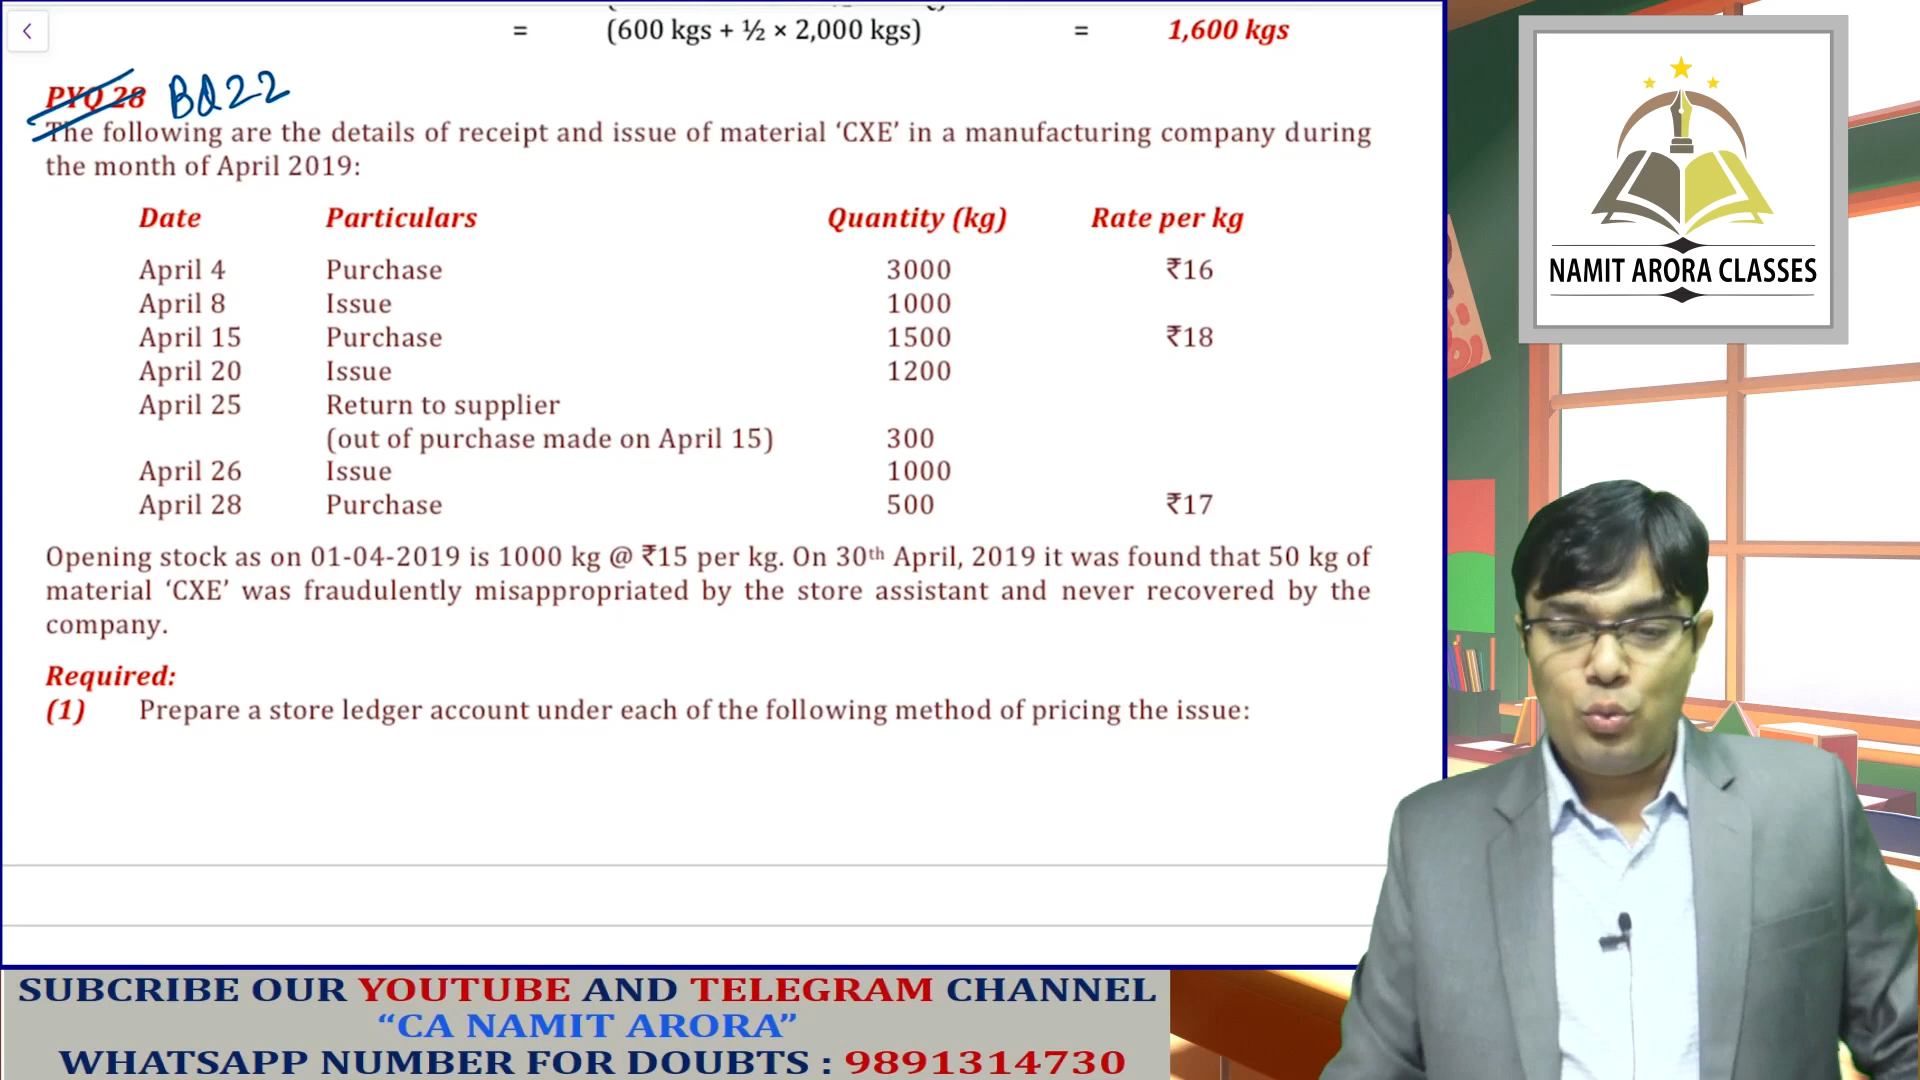 = (600 kgs + ½ × 2,000 kgs) = 1,600 kgs
PYQ 28 BQ22
The following are the details of receipt and issue of material ‘CXE’ in a manufacturing company during
the month of April 2019:
Date Particulars Quantity (kg) Rate per kg
April 4 Purchase 3000 ₹16
April 8 Issue 1000
April 15 Purchase 1500 ₹18
April 20 Issue 1200
April 25 Return to supplier
(out of purchase made on April 15) 300
April 26 Issue 1000
April 28 Purchase 500 ₹17
Opening stock as on 01-04-2019 is 1000 kg @ ₹15 per kg. On 30th April, 2019 it was found that 50 kg of
material ‘CXE’ was fraudulently misappropriated by the store assistant and never recovered by the
company.
Required:
(1) Prepare a store ledger account under each of the following method of pricing the issue:
NAMIT ARORA CLASSES
SUBCRIBE OUR YOUTUBE AND TELEGRAM CHANNEL
“CA NAMIT ARORA”
WHATSAPP NUMBER FOR DOUBTS : 9891314730